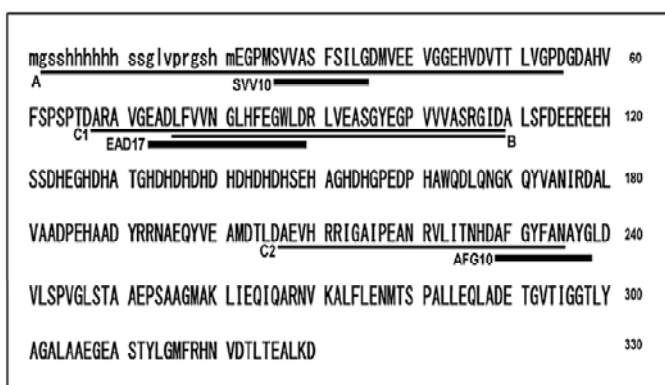 mgsshhhhhh ssglvprgsh mEGPMSVVAS FSILGDMVEE VGGEHVDVTT LVGPDGDAHV 60
A SVV10
FSPSPTDARA VGEADLFVVN GLHFEGWLDR LVEASGYEGP VVVASRGIDA LSFDEEREEH 120
C1 B
EAD17
SSDHEGHDHA TGHDHDHDHD HDHDHDHSEH AGHDHGPEDP HAWQDLQNGK QYVANIRDAL 180
VAADPEHAAD YRRNAEQYVE AMDTLDAEVH RRIGAIPEAN RVLITNHDAF GYFANAYGLD 240
C2 AFG10
VLSPVGLSTA AEPSAAGMAK LIEQIQARNV KALFLENMTS PALLEQLADE TGVTIGGTLY 300
AGALAAEGEA STYLGMFRHN VDTLTEALKD 330